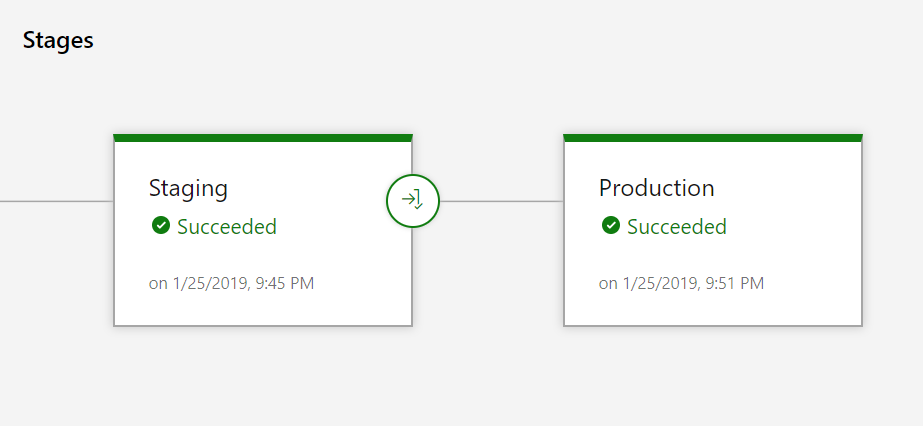 Stages
Staging
Succeeded
on 1/25/2019, 9:45 PM
Production
Succeeded
on 1/25/2019, 9:51 PM